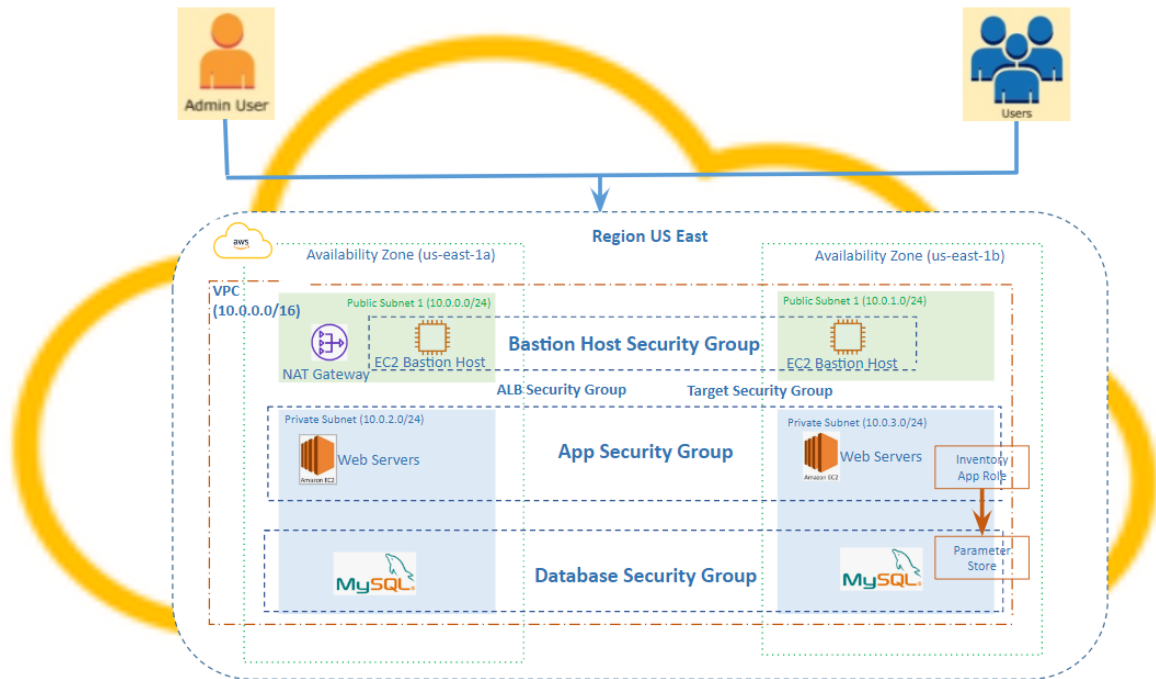 Admin User
Users
aws
Region US East
Availability Zone (us-east-1a)
Availability Zone (us-east-1b)
VPC
(10.0.0.0/16)
Public Subnet 1 (10.0.0.0/24)
Public Subnet 1 (10.0.1.0/24)
NAT Gateway
EC2 Bastion Host
Bastion Host Security Group
EC2 Bastion Host
ALB Security Group
Target Security Group
Private Subnet (10.0.2.0/24)
Private Subnet (10.0.3.0/24)
Amazon EC2
Web Servers
App Security Group
Amazon EC2
Web Servers
Inventory
App Role
MySQL
Database Security Group
MySQL
Parameter
Store